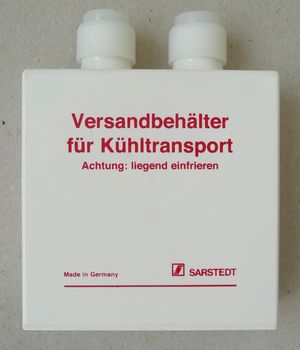 Versandbehälter
für Kühltransport
Achtung: liegend einfrieren
Made in Germany
SARSTEDT